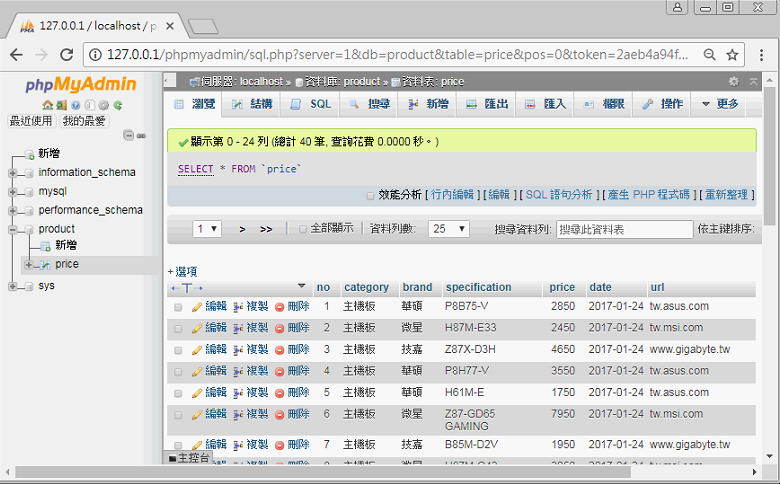 127.0.0.1 / localhost / p
127.0.0.1/phpmyadmin/sql.php?server=1&db=product&table=price&pos=0&token=2aeb4a94f...
phpMyAdmin
最近使用 我的最愛
新增
information_schema
mysql
performance_schema
product
新增
price
sys
伺服器: localhost » 資料庫: product » 資料表: price
瀏覽 結構 SQL 搜尋 新增 匯出 匯入 權限 操作 更多
顯示第 0 - 24 列 (總計 40 筆, 查詢花費 0.0000 秒。)
SELECT * FROM `price`
效能分析 [ 行內編輯 ] [ 編輯 ] [ SQL 語句分析 ] [ 產生 PHP 程式碼 ] [ 重新整理 ]
1 > >> 全部顯示 資料列數: 25 搜尋資料列: 搜尋此資料表 依主鍵排序:
+ 選項
←T→ no category brand specification price date url
編輯 複製 刪除 1 主機板 華碩 P8B75-V 2850 2017-01-24 tw.asus.com
編輯 複製 刪除 2 主機板 微星 H87M-E33 2450 2017-01-24 tw.msi.com
編輯 複製 刪除 3 主機板 技嘉 Z87X-D3H 4650 2017-01-24 www.gigabyte.tw
編輯 複製 刪除 4 主機板 華碩 P8H77-V 3550 2017-01-24 tw.asus.com
編輯 複製 刪除 5 主機板 華碩 H61M-E 1750 2017-01-24 tw.asus.com
編輯 複製 刪除 6 主機板 微星 Z87-GD65 7950 2017-01-24 tw.msi.com
GAMING
編輯 複製 刪除 7 主機板 技嘉 B85M-D2V 1950 2017-01-24 www.gigabyte.tw
主控台